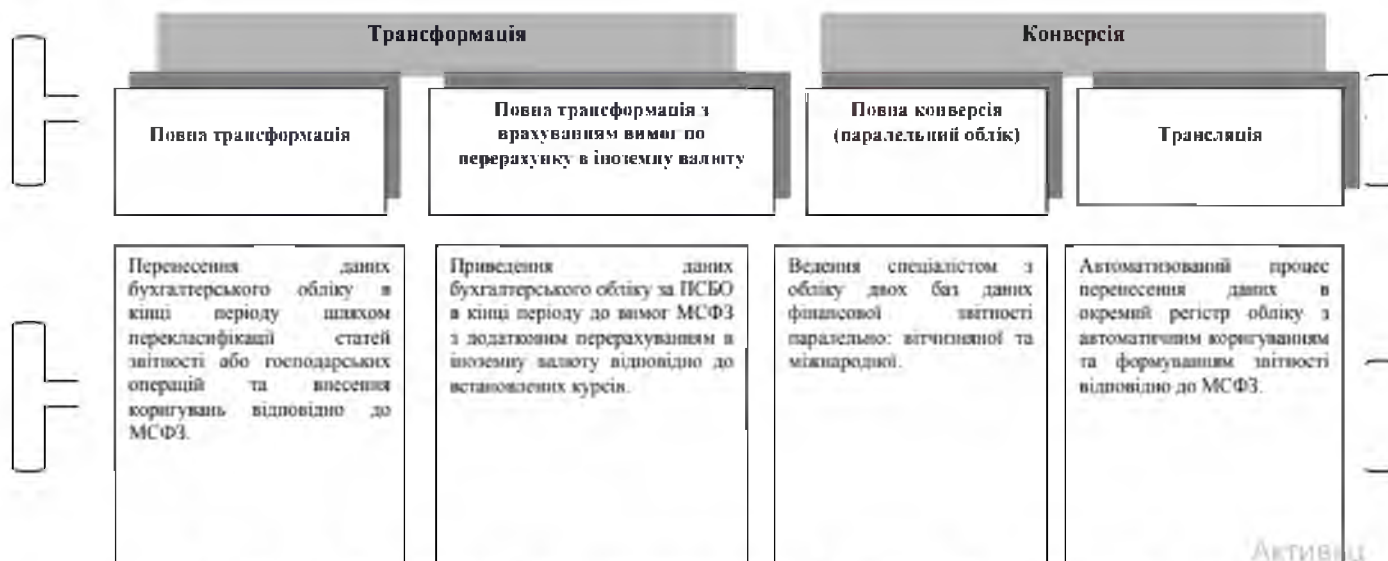 Трансформація
Конверсія
Повна трансформація
Повна трансформація з
врахуванням вимог по
перерахунку в іноземну валюту
Повна конверсія
(паралельний облік)
Трансляція
Перенесення даних
бухгалтерського обліку в
кінці періоду шляхом
перекласифікації статей
звітності або господарських
операцій та внесення
коригувань відповідно до
МСФЗ.
Приведення даних
бухгалтерського обліку за ПСБО
в кінці періоду до вимог МСФЗ
з додатковим перерахуванням в
іноземну валюту відповідно до
встановлених курсів.
Ведення спеціалістом з
обліку двох баз даних
фінансової звітності
паралельно: вітчизняної та
міжнародної.
Автоматизований процес
перенесення даних в
окремий регістр обліку з
автоматичним коригуванням
та формуванням звітності
відповідно до МСФЗ.